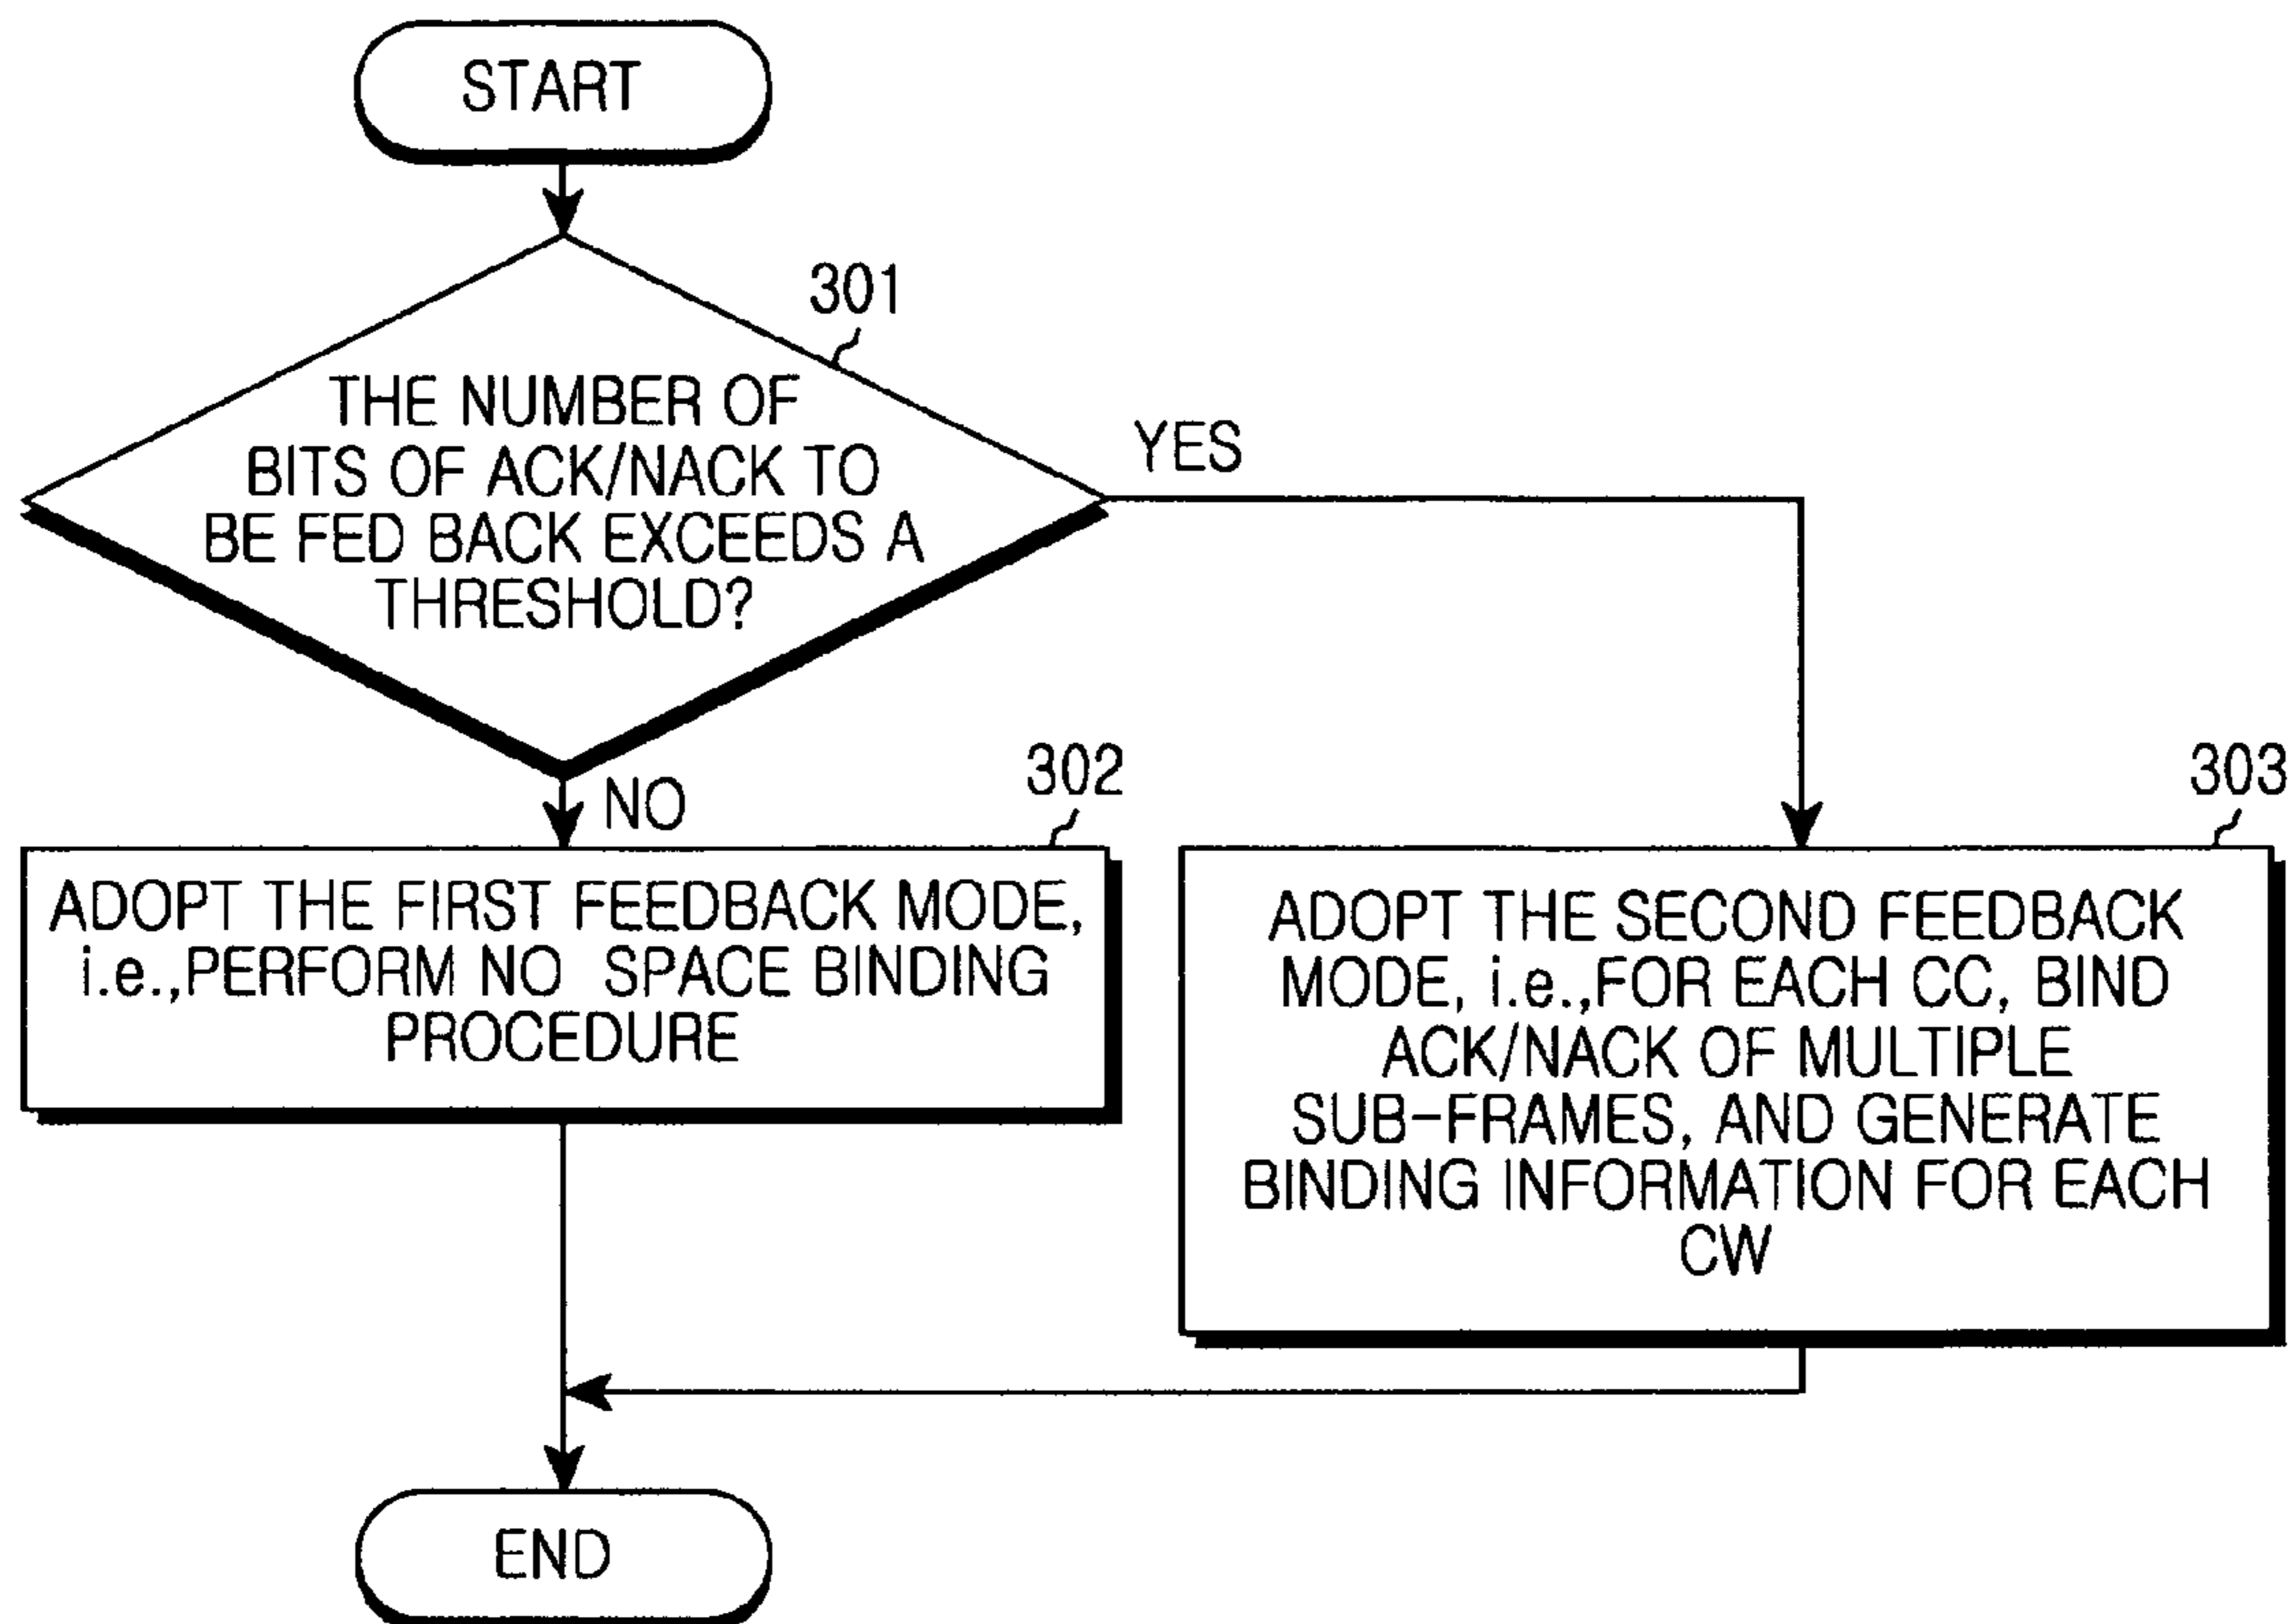 START
301
THE NUMBER OF
BITS OF ACK/NACK TO
BE FED BACK EXCEEDS A
THRESHOLD?
YES
NO
302
ADOPT THE FIRST FEEDBACK MODE,
i.e.,PERFORM NO SPACE BINDING
PROCEDURE
303
ADOPT THE SECOND FEEDBACK
MODE, i.e.,FOR EACH CC, BIND
ACK/NACK OF MULTIPLE
SUB-FRAMES, AND GENERATE
BINDING INFORMATION FOR EACH
CW
END